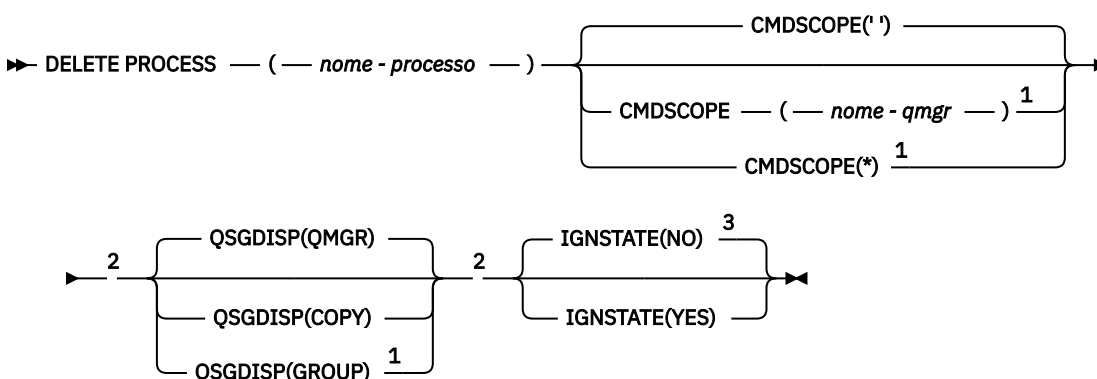 CMDSCOPE(' ')
DELETE PROCESS ( nome - processo )
CMDSCOPE ( nome - qmgr ) 1
CMDSCOPE(*) 1
QSGDISP(QMGR) IGNSTATE(NO) 3
2 2
QSGDISP(COPY) IGNSTATE(YES)
QSGDISP(GROUP) 1